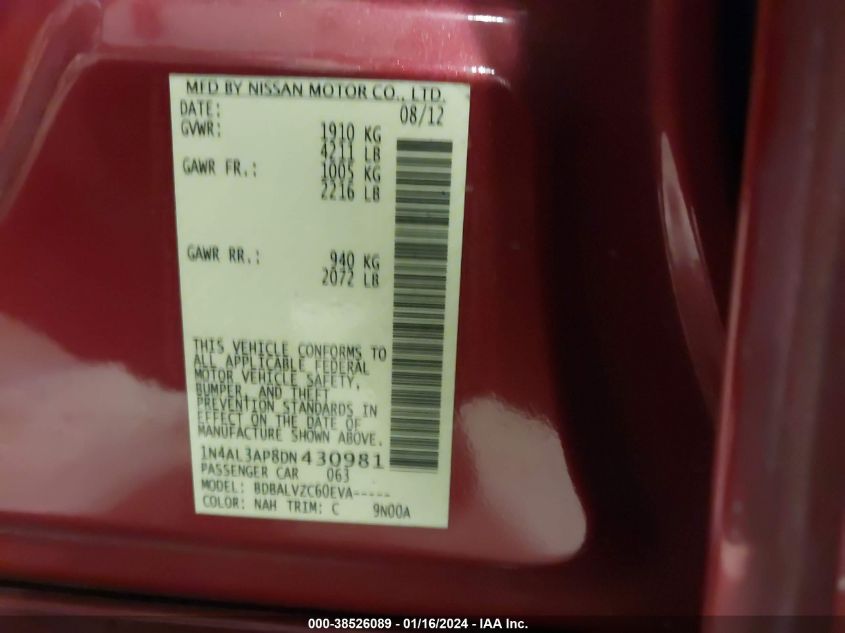 MFD BY NISSAN MOTOR CO., LTD.
DATE: 08/12
GVWR: 1910 KG
4211 LB
GAWR FR.: 1005 KG
2216 LB
GAWR RR.: 940 KG
2072 LB
THIS VEHICLE CONFORMS TO
ALL APPLICABLE FEDERAL
MOTOR VEHICLE SAFETY,
BUMPER, AND THEFT
PREVENTION STANDARDS IN
EFFECT ON THE DATE OF
MANUFACTURE SHOWN ABOVE.
1N4AL3AP8DN430981
PASSENGER CAR 063
MODEL: BDBALVZC60EVA-----
COLOR: NAH TRIM: C 9N00A
000-38526089 - 01/16/2024 - IAA Inc.